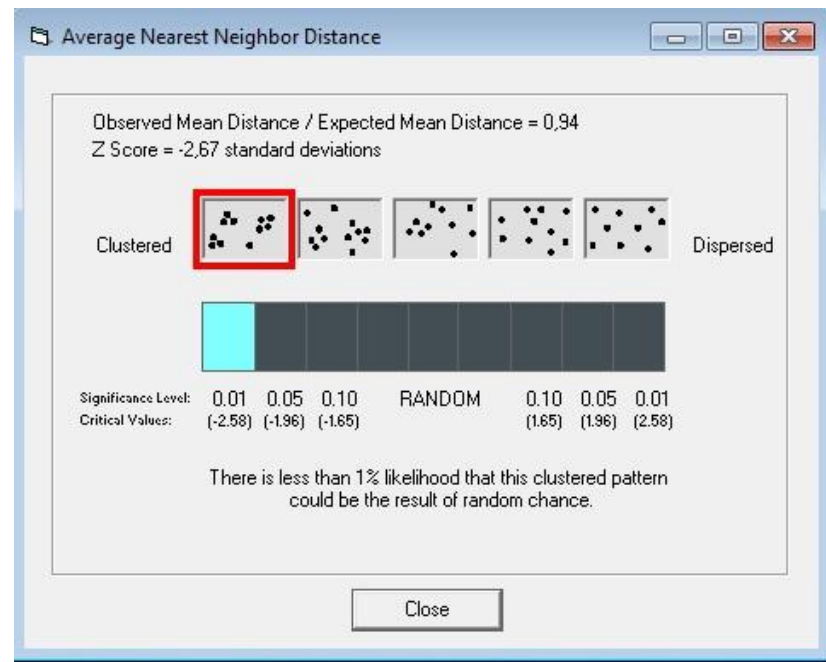 Average Nearest Neighbor Distance
Observed Mean Distance / Expected Mean Distance = 0,94
Z Score = -2,67 standard deviations
Clustered
Dispersed
Significance Level: 0.01 0.05 0.10 RANDOM 0.10 0.05 0.01
Critical Values: (-2.58) (-1.96) (-1.65) (1.65) (1.96) (2.58)
There is less than 1% likelihood that this clustered pattern
could be the result of random chance.
Close